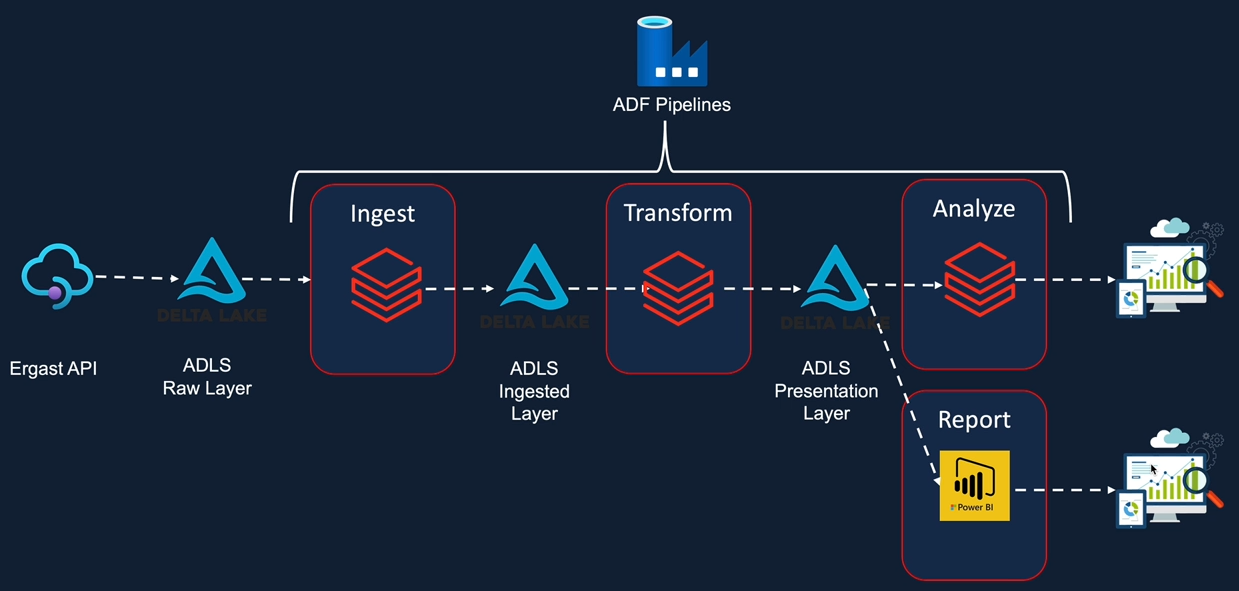 ADF Pipelines
Ingest
Transform
Analyze
DELTA LAKE
DELTA LAKE
DELTA LAKE
Ergast API
ADLS
Raw Layer
ADLS
Ingested
Layer
ADLS
Presentation
Layer
Report
Power BI